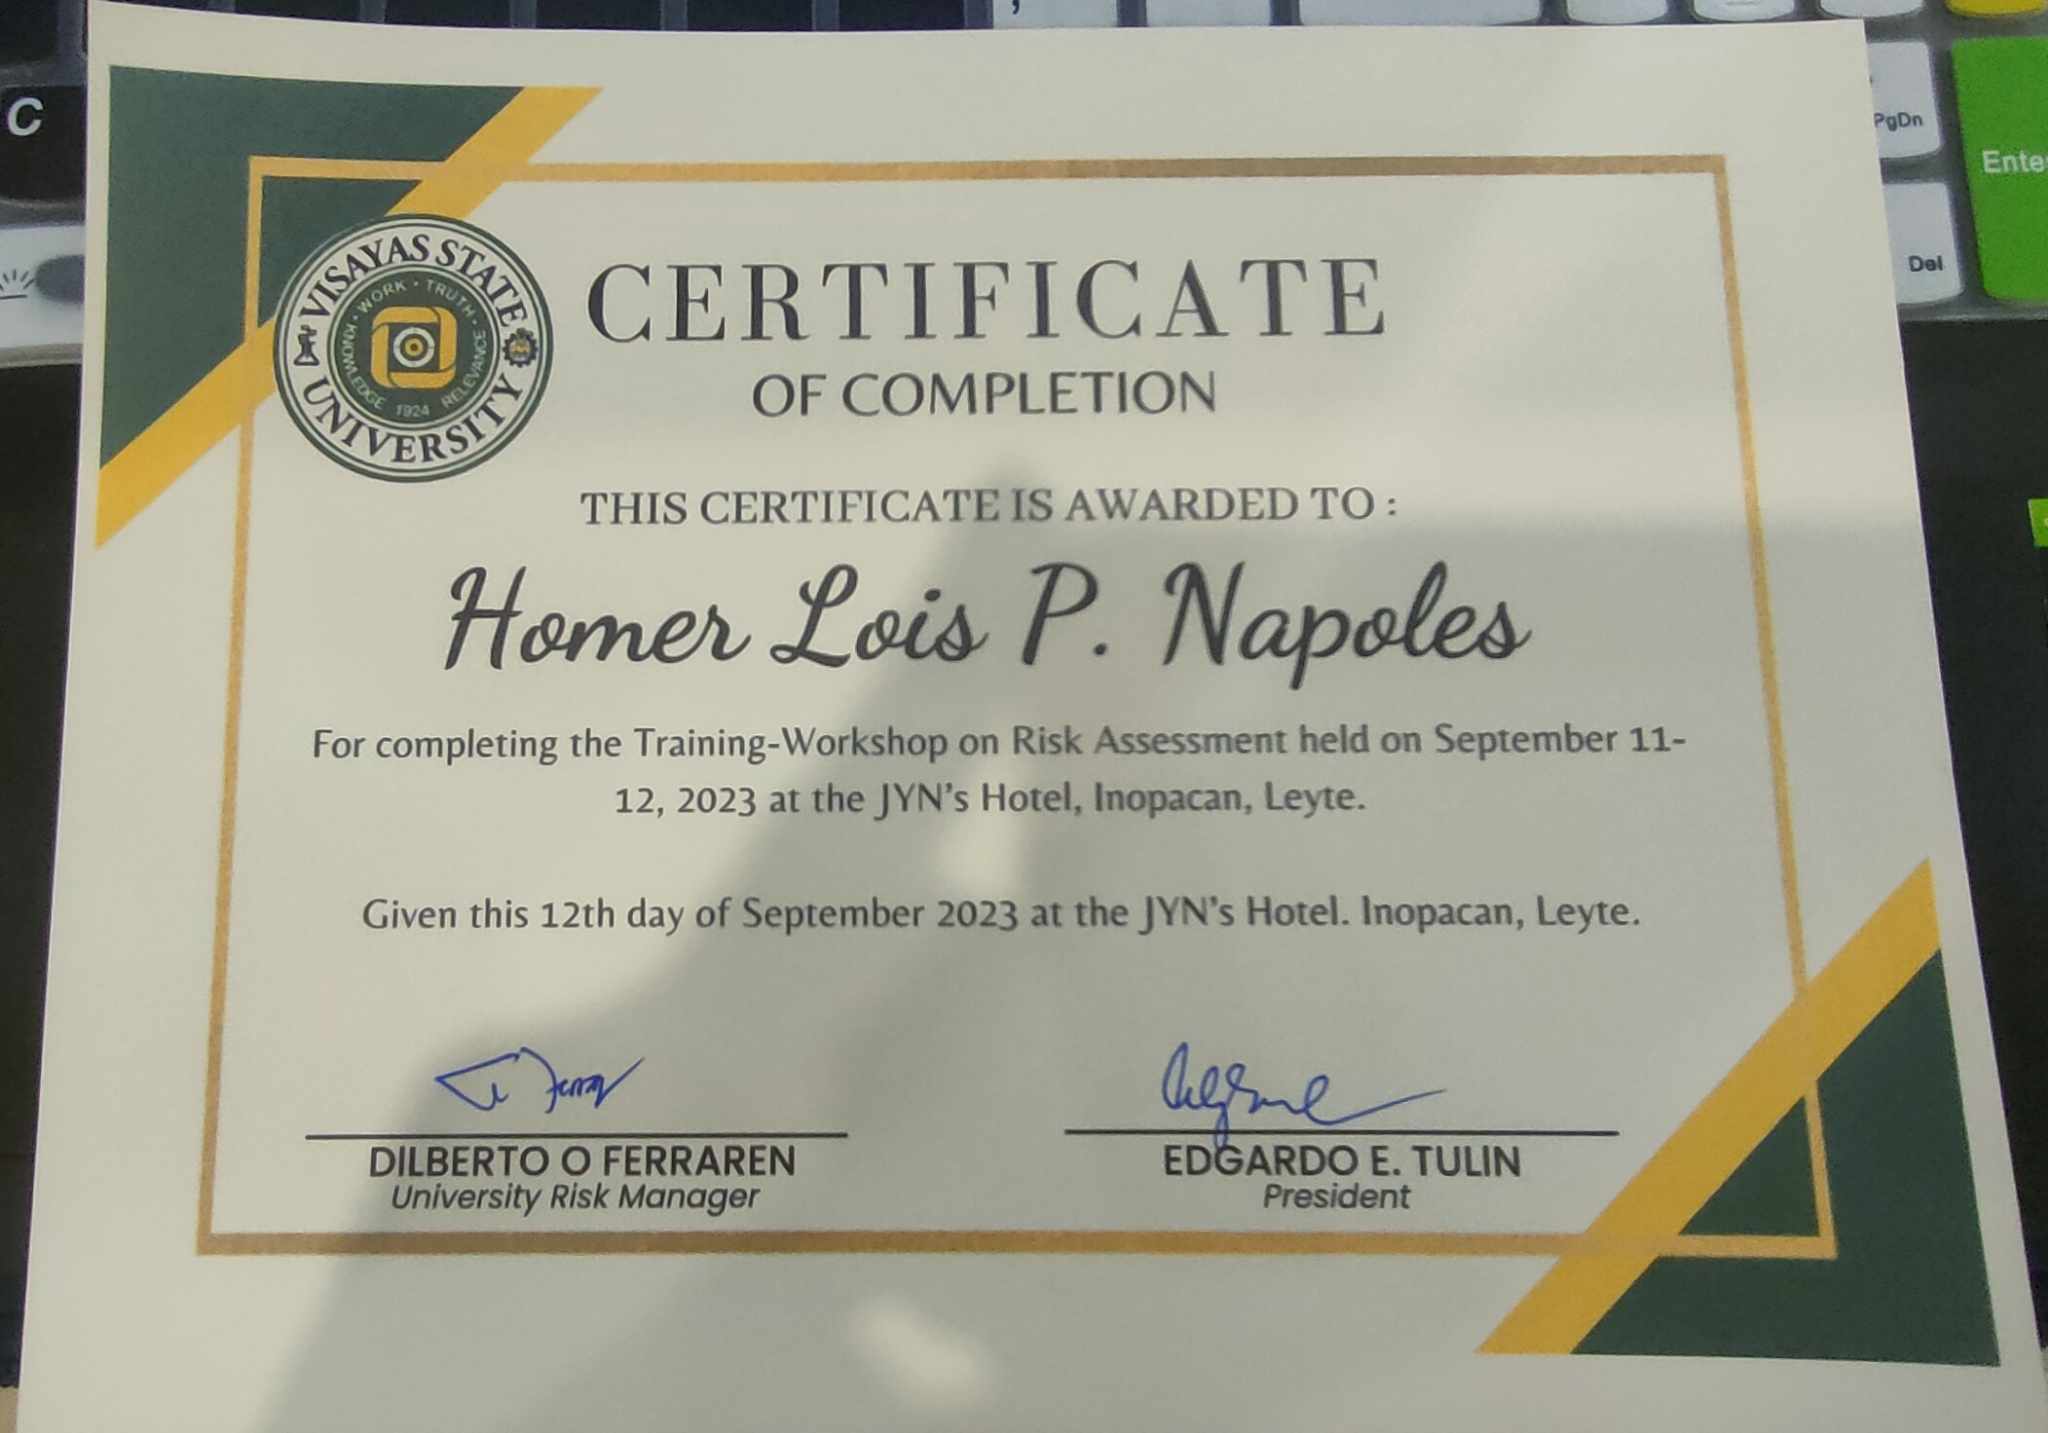 C
PgDn
Ente
Del
VISAYAS STATE
UNIVERSITY
KNOWLEDGE · WORK · TRUTH · RELEVANCE
1924
CERTIFICATE
OF COMPLETION
THIS CERTIFICATE IS AWARDED TO :
Homer Lois P. Napoles
For completing the Training-Workshop on Risk Assessment held on September 11-
12, 2023 at the JYN's Hotel, Inopacan, Leyte.
Given this 12th day of September 2023 at the JYN's Hotel. Inopacan, Leyte.
DILBERTO O FERRAREN
University Risk Manager
EDGARDO E. TULIN
President